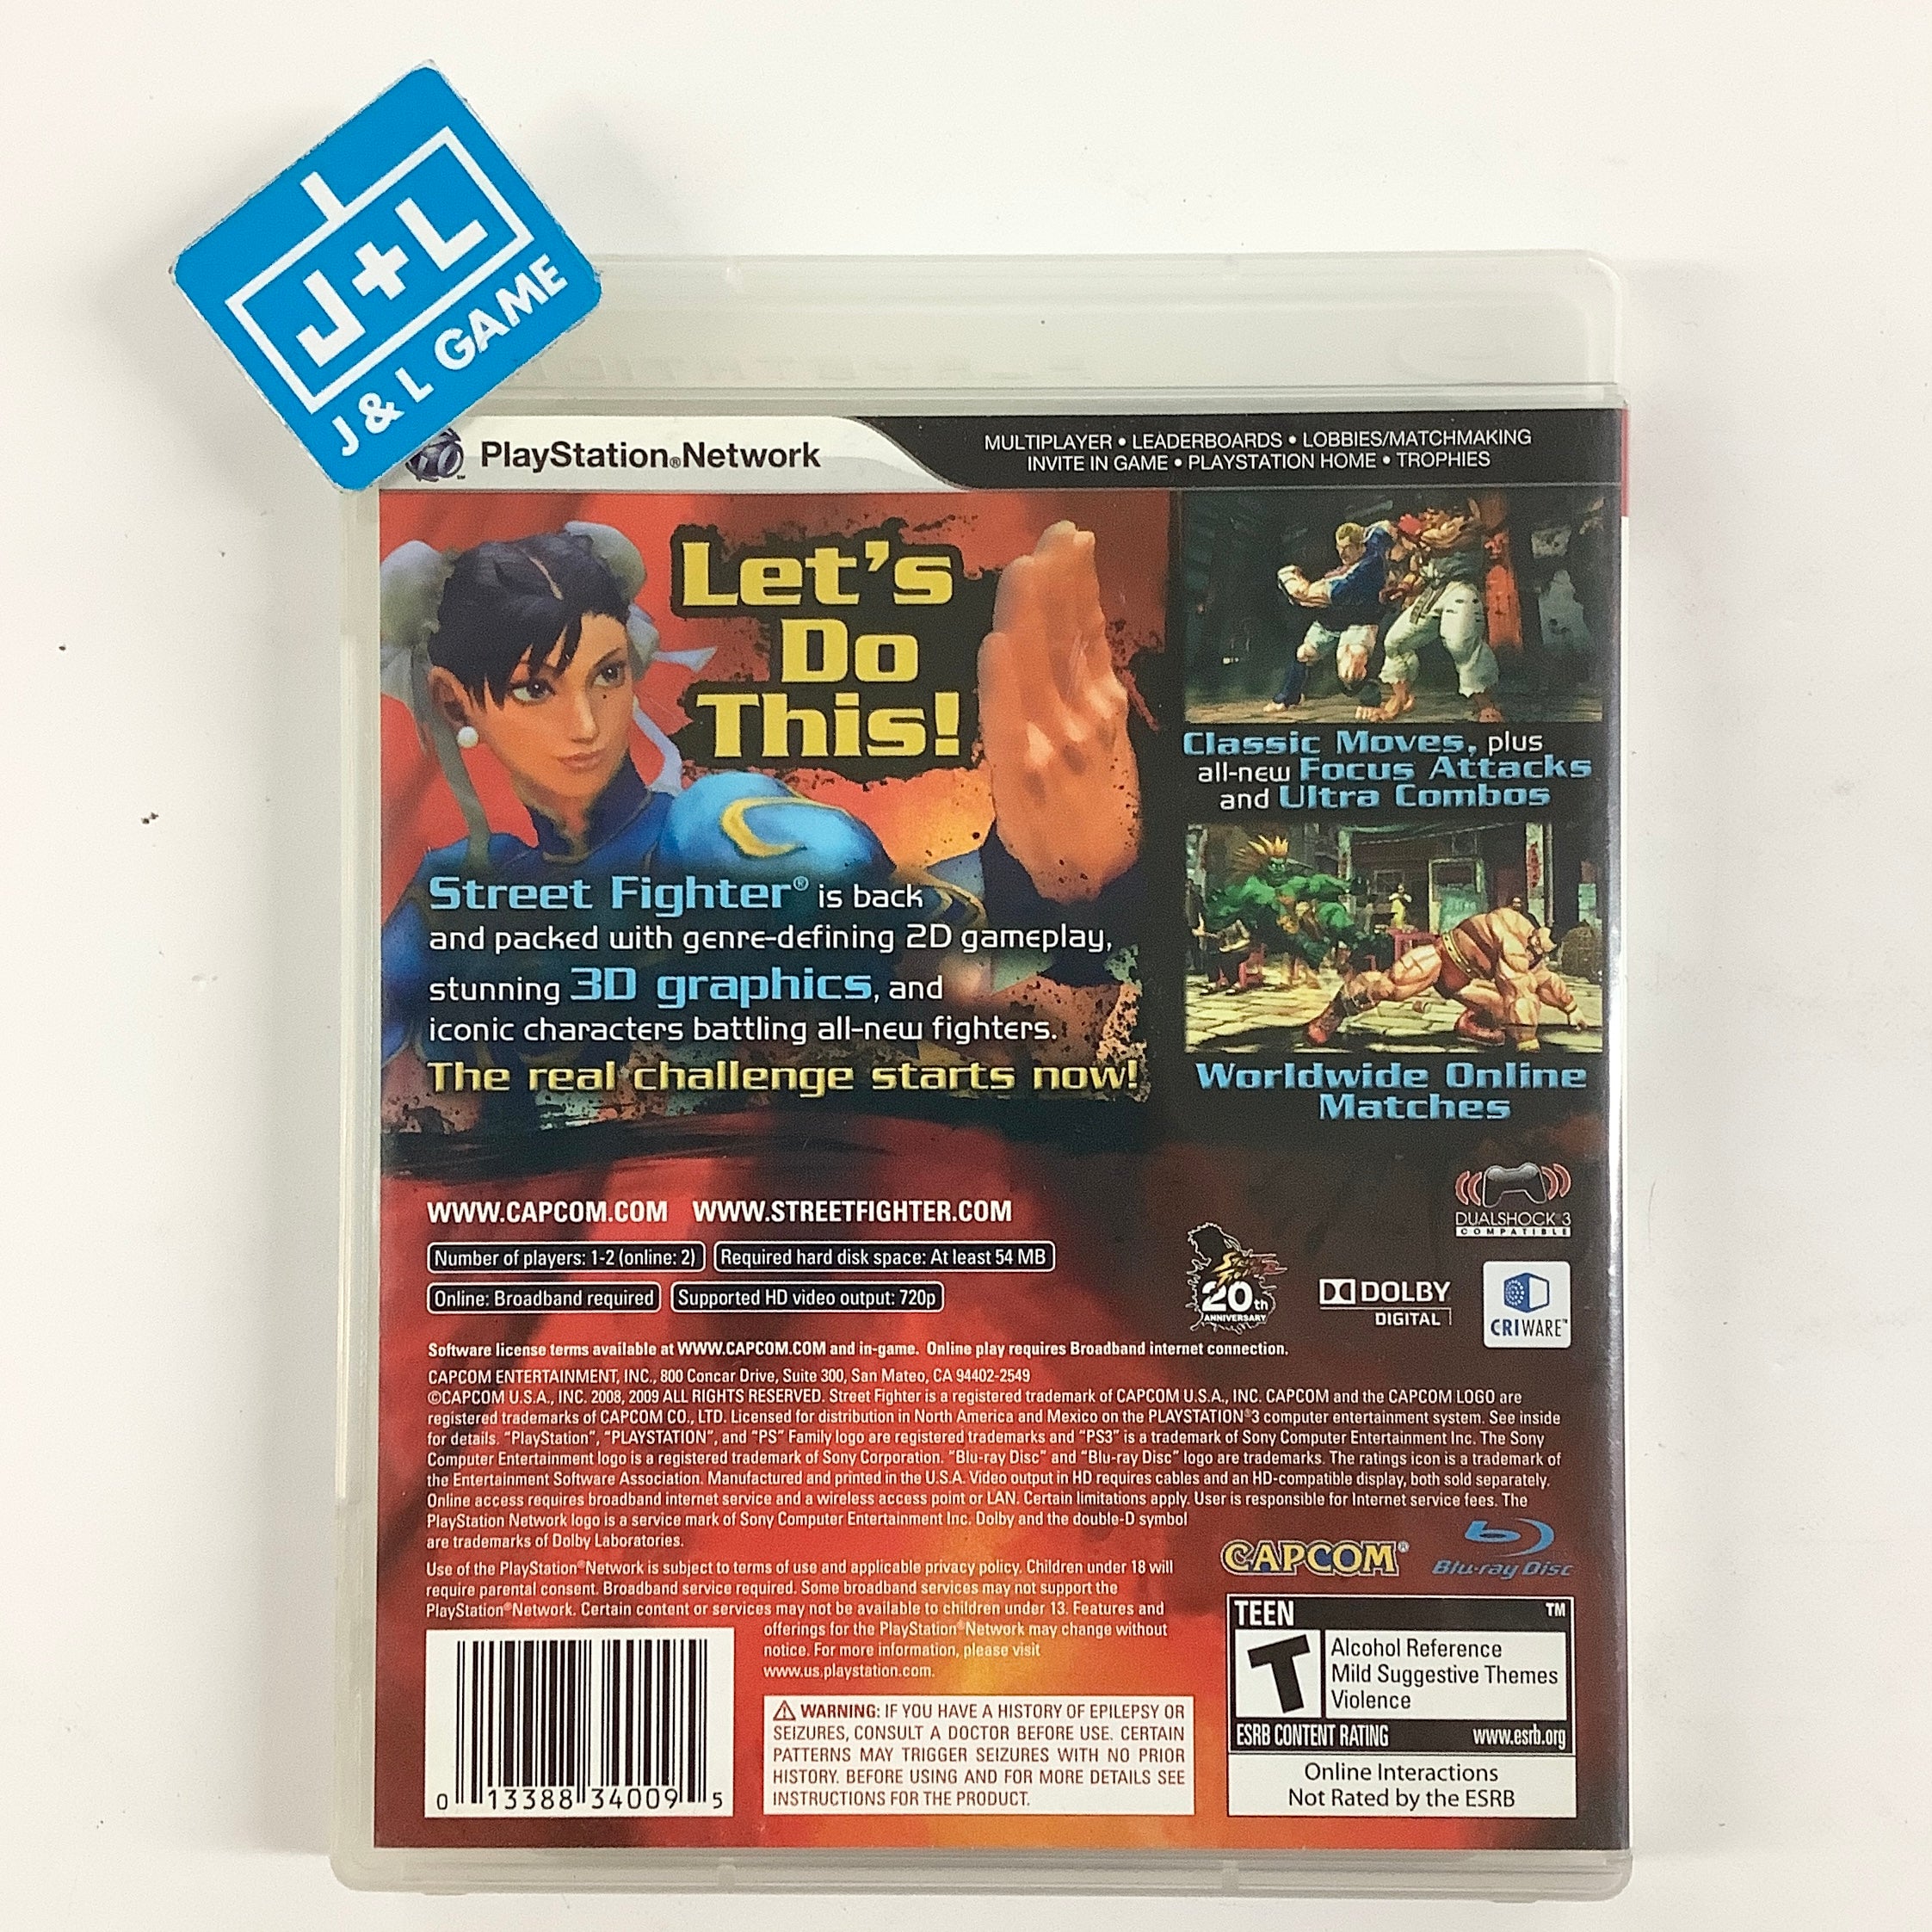 J+L
J & L GAME
PlayStation®Network
MULTIPLAYER • LEADERBOARDS • LOBBIES/MATCHMAKING
INVITE IN GAME • PLAYSTATION HOME • TROPHIES
Let's
Do
This!
Classic Moves, plus
all-new Focus Attacks
and Ultra Combos
Street Fighter® is back
and packed with genre-defining 2D gameplay,
stunning 3D graphics, and
iconic characters battling all-new fighters.
The real challenge starts now!
Worldwide Online
Matches
WWW.CAPCOM.COM WWW.STREETFIGHTER.COM
Number of players: 1-2 (online: 2)
Required hard disk space: At least 54 MB
Online: Broadband required
Supported HD video output: 720p
DUALSHOCK®3
COMPATIBLE
20th
ANNIVERSARY
DOLBY
DIGITAL
CRIWARE™
Software license terms available at WWW.CAPCOM.COM and in-game. Online play requires Broadband internet connection.
CAPCOM ENTERTAINMENT, INC., 800 Concar Drive, Suite 300, San Mateo, CA 94402-2549
©CAPCOM U.S.A., INC. 2008, 2009 ALL RIGHTS RESERVED. Street Fighter is a registered trademark of CAPCOM U.S.A., INC. CAPCOM and the CAPCOM LOGO are
registered trademarks of CAPCOM CO., LTD. Licensed for distribution in North America and Mexico on the PLAYSTATION®3 computer entertainment system. See inside
for details. "PlayStation", "PLAYSTATION", and "PS" Family logo are registered trademarks and "PS3" is a trademark of Sony Computer Entertainment Inc. The Sony
Computer Entertainment logo is a registered trademark of Sony Corporation. "Blu-ray Disc" and "Blu-ray Disc" logo are trademarks. The ratings icon is a trademark of
the Entertainment Software Association. Manufactured and printed in the U.S.A. Video output in HD requires cables and an HD-compatible display, both sold separately.
Online access requires broadband internet service and a wireless access point or LAN. Certain limitations apply. User is responsible for Internet service fees. The
PlayStation Network logo is a service mark of Sony Computer Entertainment Inc. Dolby and the double-D symbol
are trademarks of Dolby Laboratories.
Use of the PlayStation®Network is subject to terms of use and applicable privacy policy. Children under 18 will
require parental consent. Broadband service required. Some broadband services may not support the
PlayStation®Network. Certain content or services may not be available to children under 13. Features and
offerings for the PlayStation®Network may change without
notice. For more information, please visit
www.us.playstation.com.
CAPCOM®
Blu-ray Disc
0 13388 34009 5
WARNING: IF YOU HAVE A HISTORY OF EPILEPSY OR
SEIZURES, CONSULT A DOCTOR BEFORE USE. CERTAIN
PATTERNS MAY TRIGGER SEIZURES WITH NO PRIOR
HISTORY. BEFORE USING AND FOR MORE DETAILS SEE
INSTRUCTIONS FOR THE PRODUCT.
TEEN ™
T
Alcohol Reference
Mild Suggestive Themes
Violence
ESRB CONTENT RATING www.esrb.org
Online Interactions
Not Rated by the ESRB